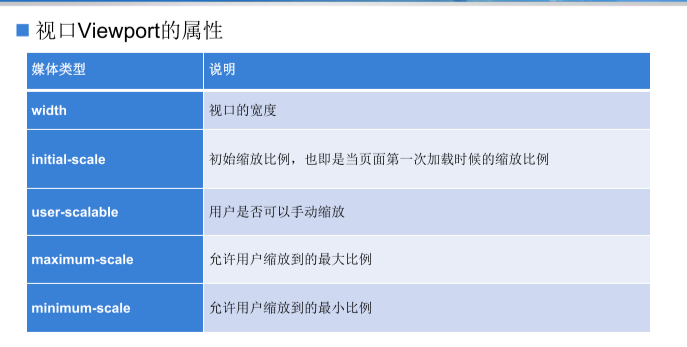 视口Viewport的属性
媒体类型 说明
width 视口的宽度
initial-scale 初始缩放比例，也即是当页面第一次加载时候的缩放比例
user-scalable 用户是否可以手动缩放
maximum-scale 允许用户缩放到的最大比例
minimum-scale 允许用户缩放到的最小比例